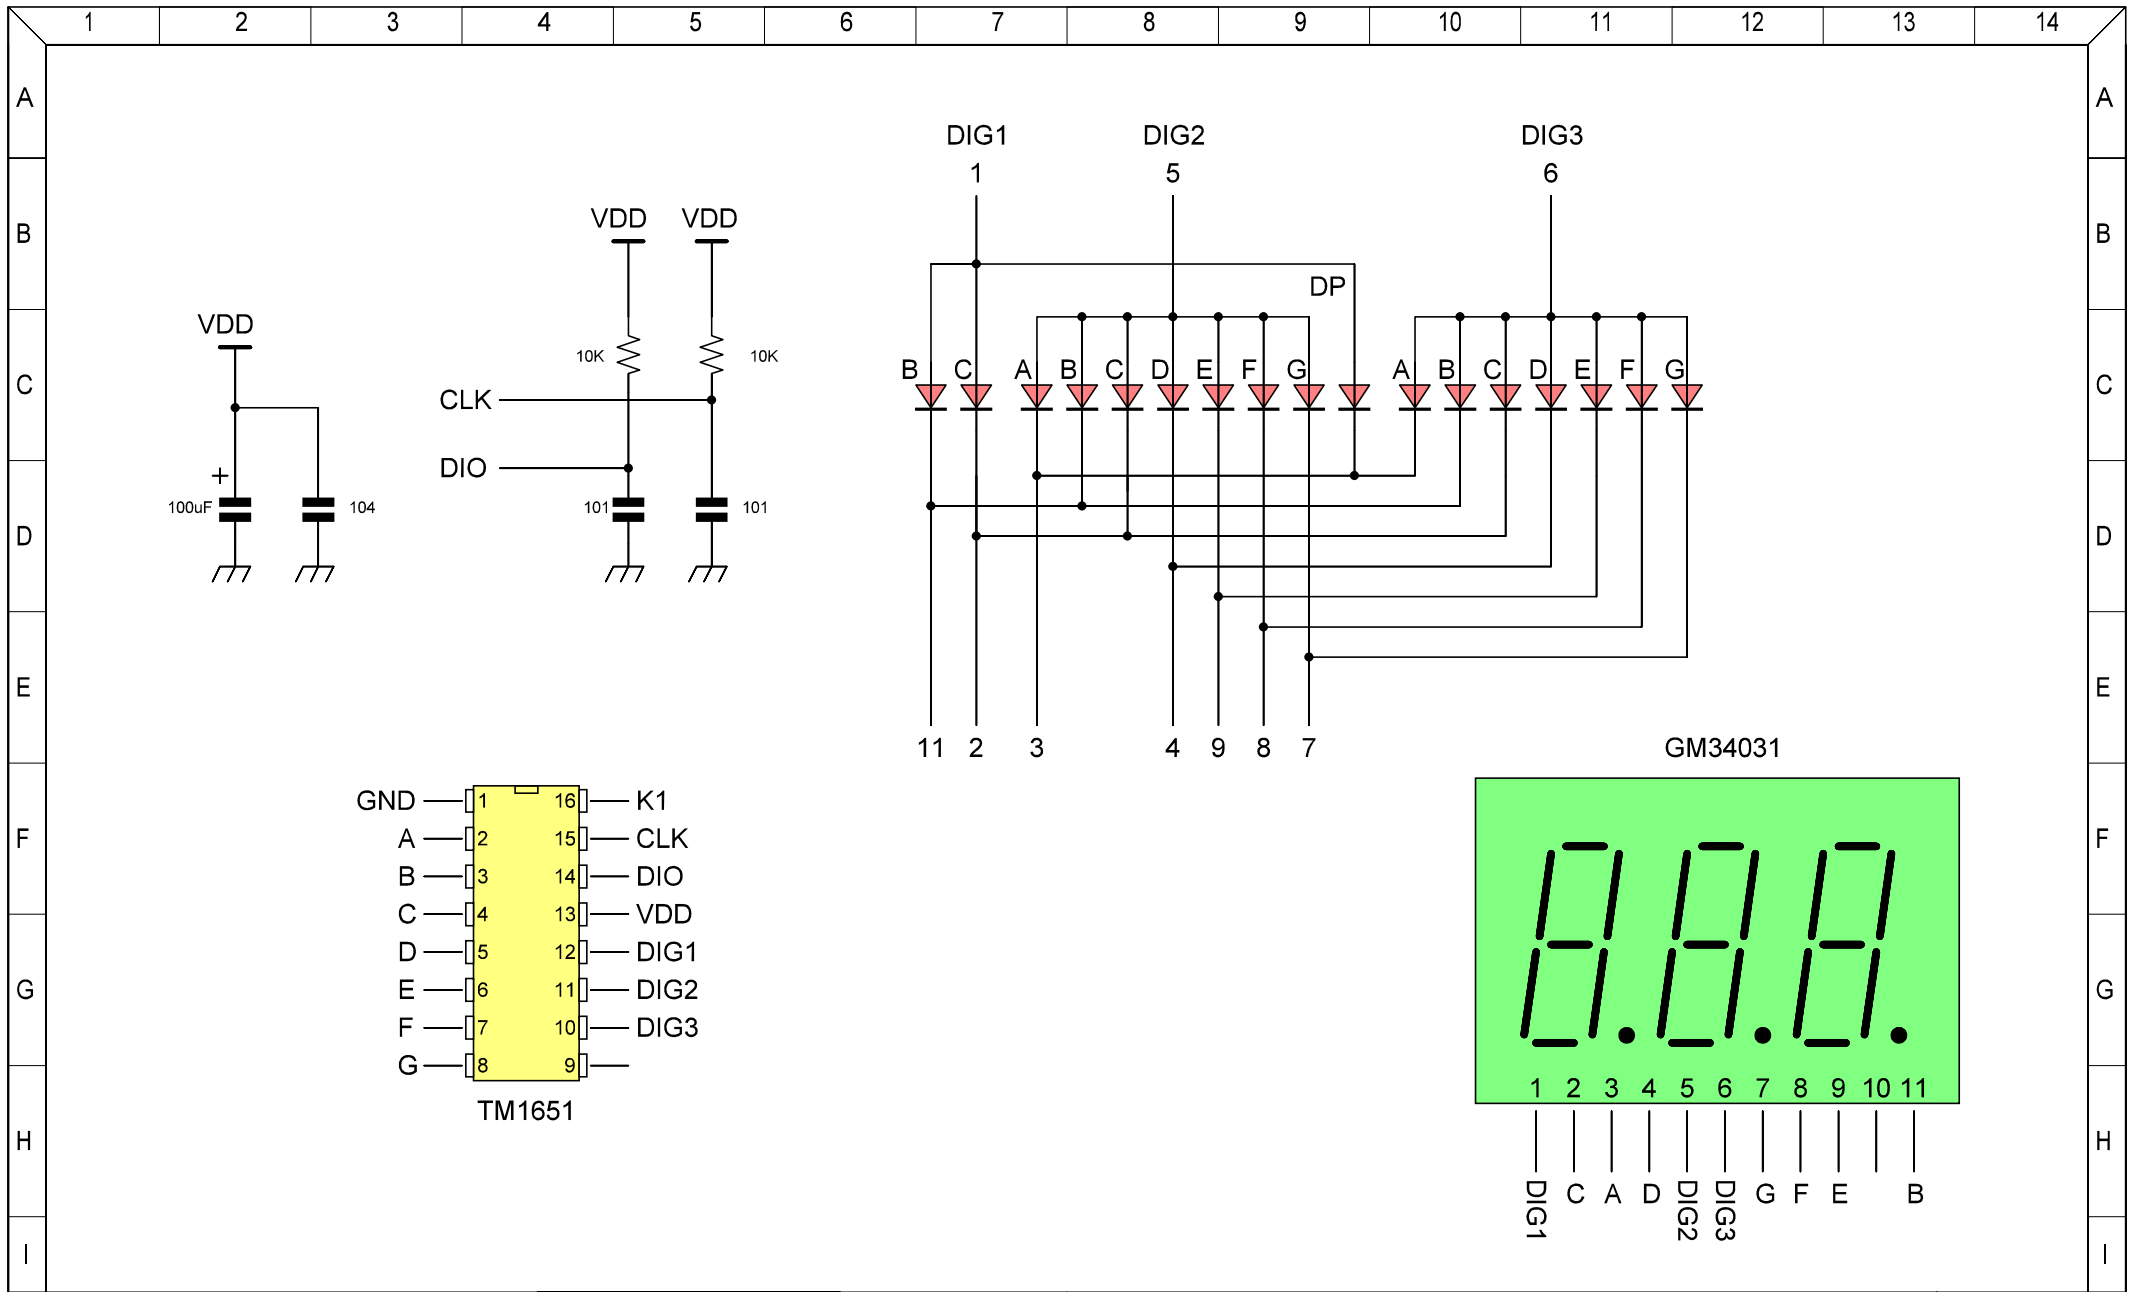 1 2 3 4 5 6 7 8 9 10 11 12 13 14
A A
DIG1 DIG2 DIG3
1 5 6
VDD VDD
B B
DP
VDD
10K 10K
B C A B C D E F G A B C D E F G
C C
CLK
DIO
+
100uF 104 101 101
D D
E E
11 2 3 4 9 8 7
GM34031
GND 1 16 K1
A 2 15 CLK
F F
B 3 14 DIO
C 4 13 VDD
D 5 12 DIG1
E 6 11 DIG2
G G
F 7 10 DIG3
G 8 9
1 2 3 4 5 6 7 8 9 10 11
TM1651
H H
DIG1 C A D DIG2 DIG3 G F E B
I I